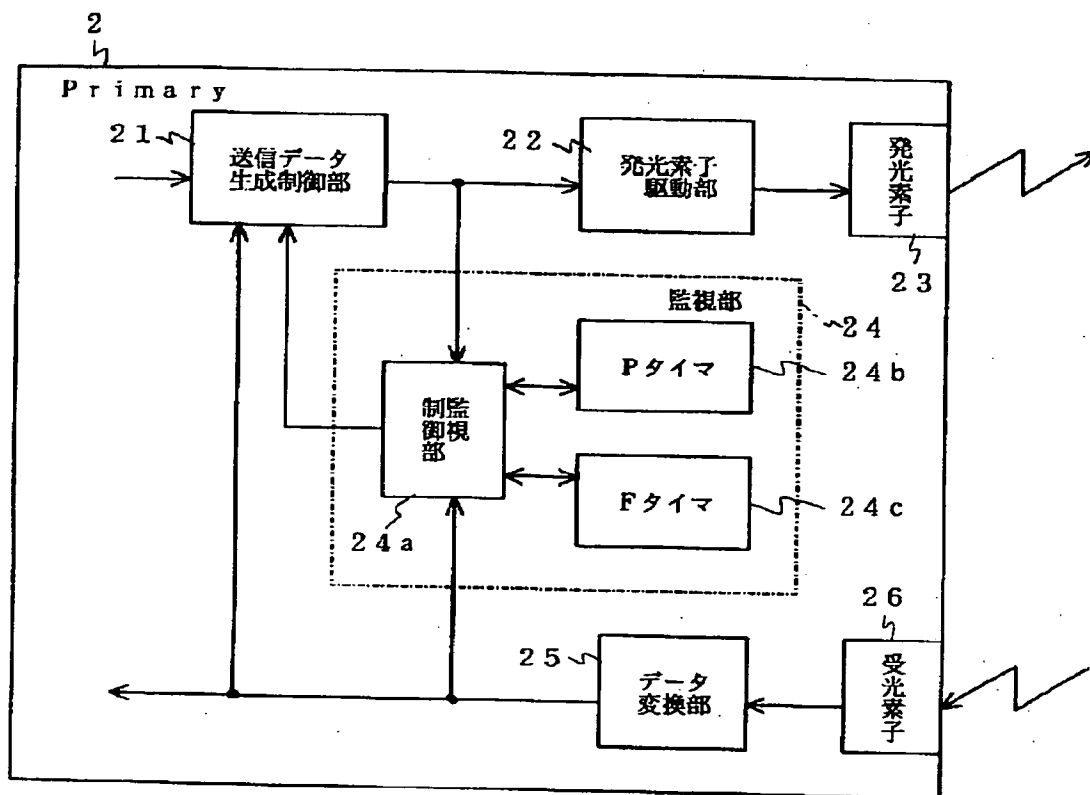 2
Primary
21
送信データ
生成制御部
22
発光素子
駆動部
発光素子
23
監視部
24
Pタイマ
24b
監視
制御部
24a
Fタイマ
24c
26
25
データ
変換部
受光素子